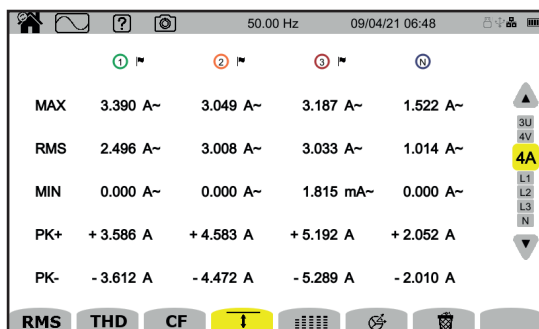 ? 50.00 Hz 09/04/21 06:48
1 2 3 N
MAX 3.390 A~ 3.049 A~ 3.187 A~ 1.522 A~
RMS 2.496 A~ 3.008 A~ 3.033 A~ 1.014 A~
MIN 0.000 A~ 0.000 A~ 1.815 mA~ 0.000 A~
PK+ + 3.586 A + 4.583 A + 5.192 A + 2.052 A
PK- - 3.612 A - 4.472 A - 5.289 A - 2.010 A
3U
4V
4A
L1
L2
L3
N
RMS THD CF